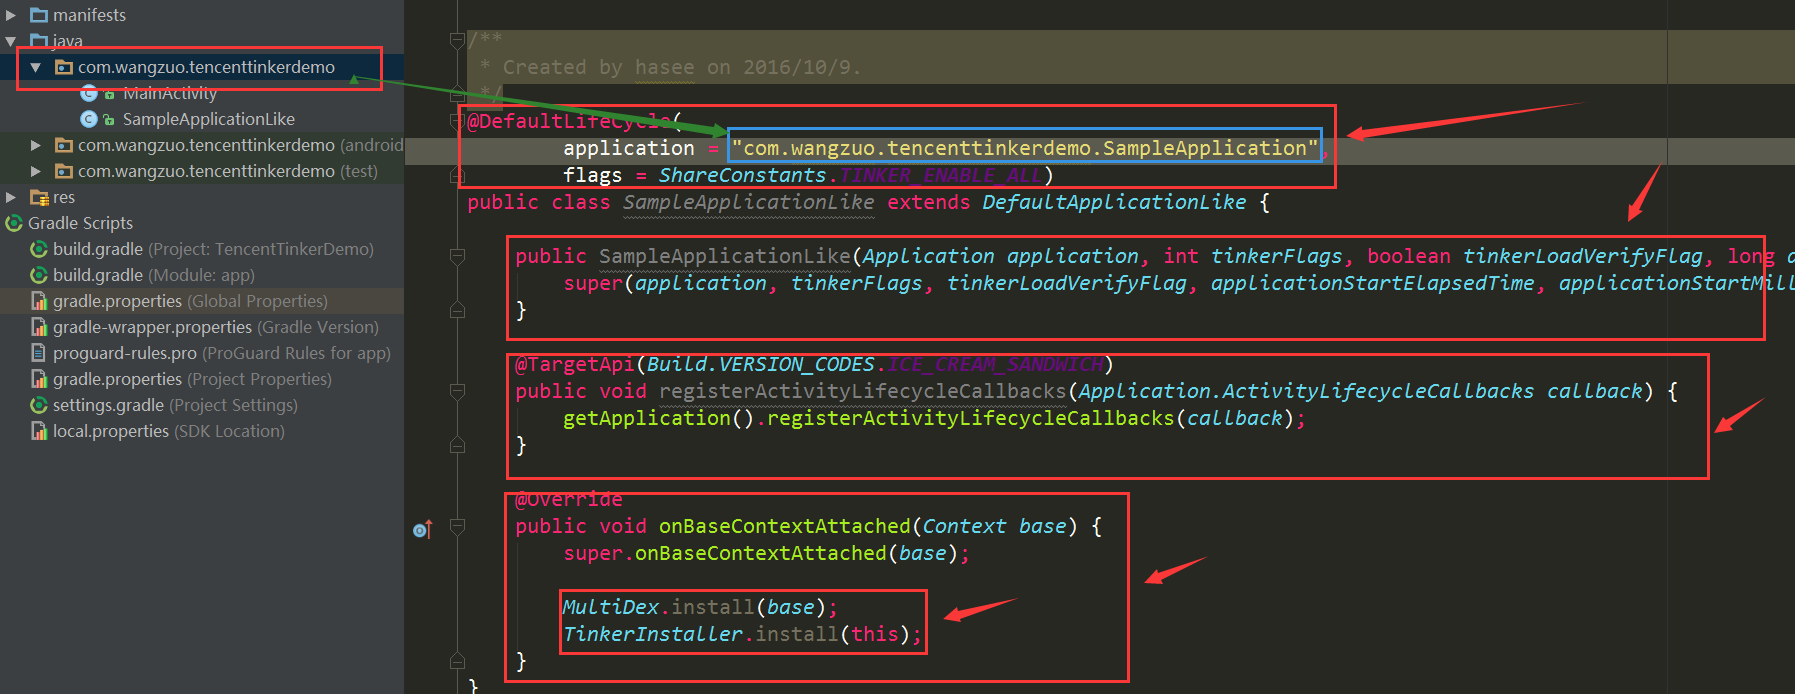 manifests
java
com.wangzuo.tencenttinkerdemo
MainActivity
SampleApplicationLike
com.wangzuo.tencenttinkerdemo (android
com.wangzuo.tencenttinkerdemo (test)
res
Gradle Scripts
build.gradle (Project: TencentTinkerDemo)
build.gradle (Module: app)
gradle.properties (Global Properties)
gradle-wrapper.properties (Gradle Version)
proguard-rules.pro (ProGuard Rules for app)
gradle.properties (Project Properties)
settings.gradle (Project Settings)
local.properties (SDK Location)
/**
* Created by hasee on 2016/10/9.
*/
@DefaultLifeCycle(
application = "com.wangzuo.tencenttinkerdemo.SampleApplication",
flags = ShareConstants.TINKER_ENABLE_ALL)
public class SampleApplicationLike extends DefaultApplicationLike {
public SampleApplicationLike(Application application, int tinkerFlags, boolean tinkerLoadVerifyFlag, long a
super(application, tinkerFlags, tinkerLoadVerifyFlag, applicationStartElapsedTime, applicationStartMill
}
@TargetApi(Build.VERSION_CODES.ICE_CREAM_SANDWICH)
public void registerActivityLifecycleCallbacks(Application.ActivityLifecycleCallbacks callback) {
getApplication().registerActivityLifecycleCallbacks(callback);
}
@Override
public void onBaseContextAttached(Context base) {
super.onBaseContextAttached(base);
MultiDex.install(base);
TinkerInstaller.install(this);
}
}